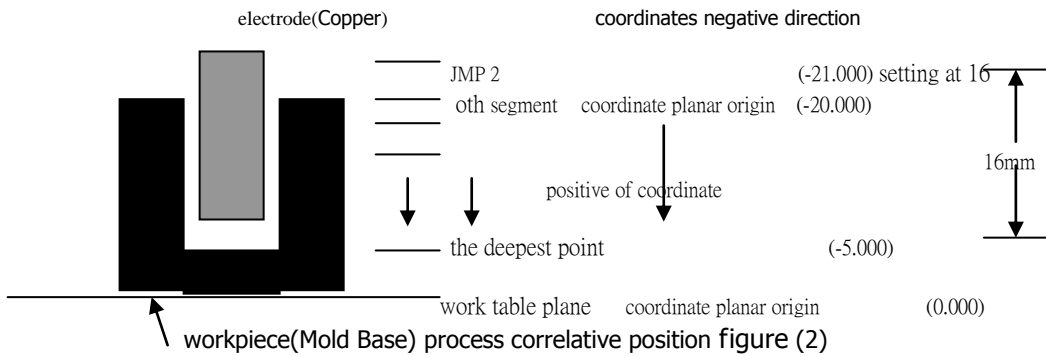 electrode(Copper) coordinates negative direction
JMP 2 (-21.000) setting at 16
oth segment coordinate planar origin (-20.000)
16mm
positive of coordinate
the deepest point (-5.000)
work table plane coordinate planar origin (0.000)
workpiece(Mold Base) process correlative position figure (2)